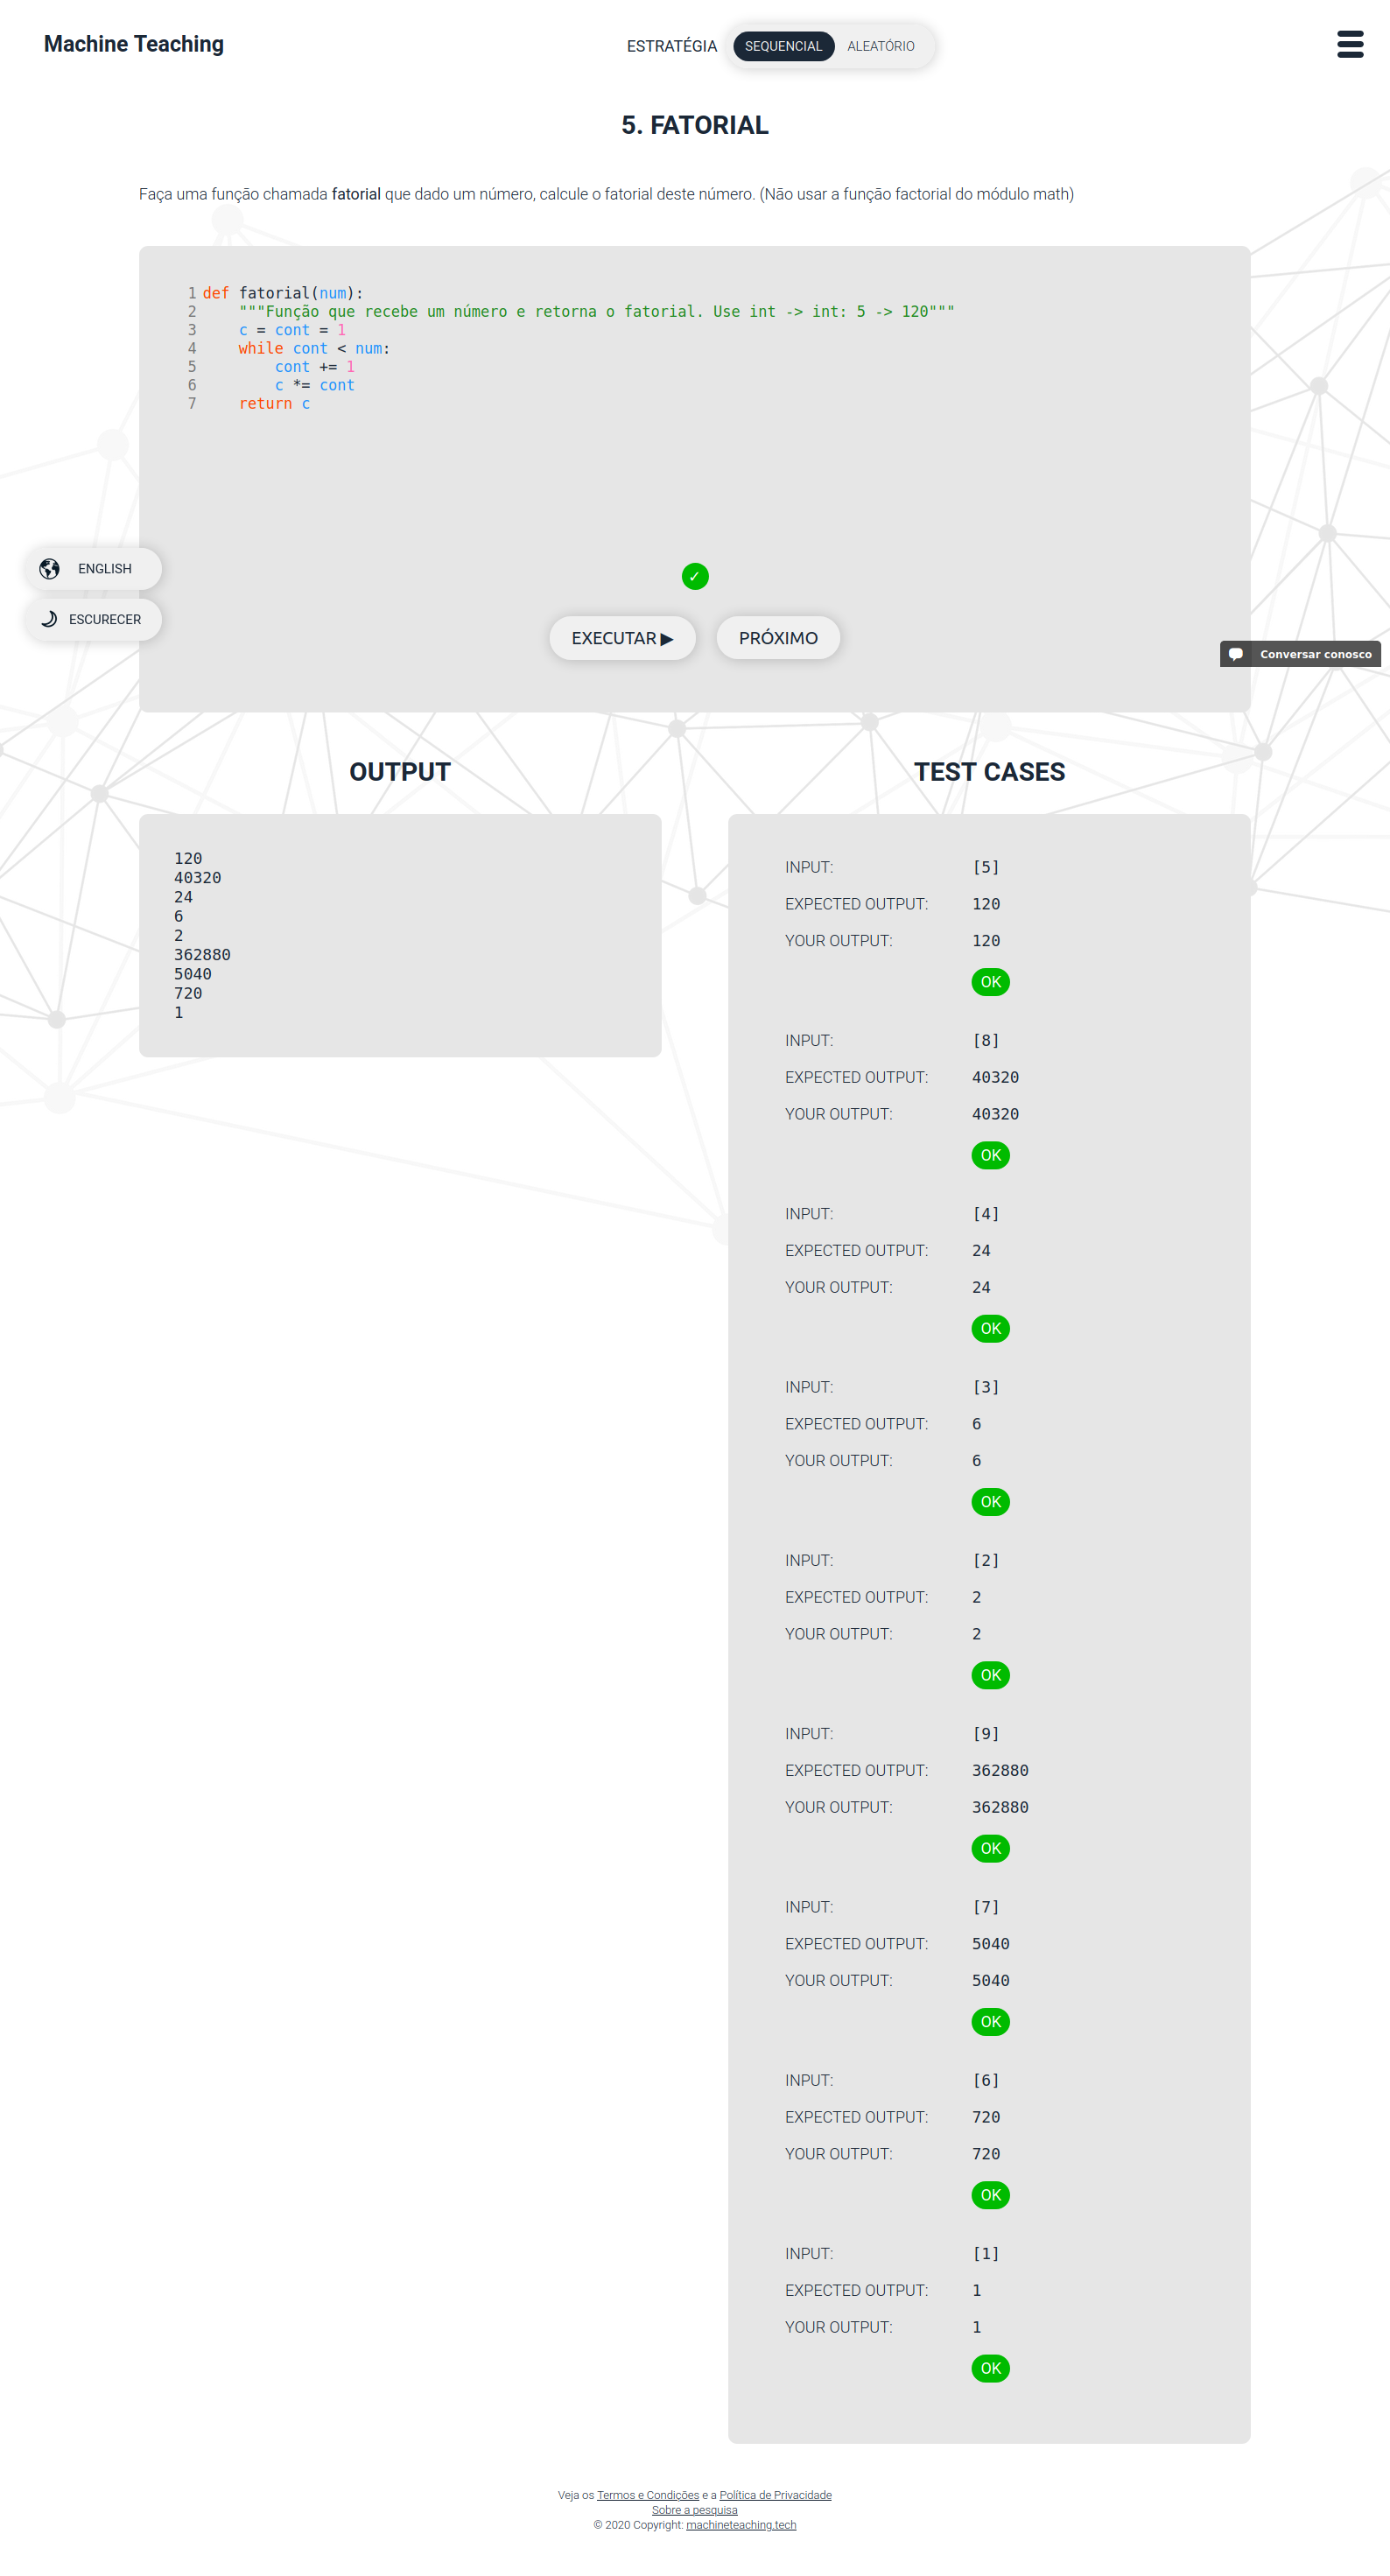 Machine Teaching
ESTRATÉGIA SEQUENCIAL ALEATÓRIO
5. FATORIAL
Faça uma função chamada fatorial que dado um número, calcule o fatorial deste número. (Não usar a função factorial do módulo math)
1 def fatorial(num):
2 """Função que recebe um número e retorna o fatorial. Use int -> int: 5 -> 120"""
3 c = cont = 1
4 while cont < num:
5 cont += 1
6 c *= cont
7 return c
ENGLISH
ESCURECER
✓
EXECUTAR ▶ PRÓXIMO
Conversar conosco
OUTPUT
120
40320
24
6
2
362880
5040
720
1
TEST CASES
INPUT: [5]
EXPECTED OUTPUT: 120
YOUR OUTPUT: 120
OK
INPUT: [8]
EXPECTED OUTPUT: 40320
YOUR OUTPUT: 40320
OK
INPUT: [4]
EXPECTED OUTPUT: 24
YOUR OUTPUT: 24
OK
INPUT: [3]
EXPECTED OUTPUT: 6
YOUR OUTPUT: 6
OK
INPUT: [2]
EXPECTED OUTPUT: 2
YOUR OUTPUT: 2
OK
INPUT: [9]
EXPECTED OUTPUT: 362880
YOUR OUTPUT: 362880
OK
INPUT: [7]
EXPECTED OUTPUT: 5040
YOUR OUTPUT: 5040
OK
INPUT: [6]
EXPECTED OUTPUT: 720
YOUR OUTPUT: 720
OK
INPUT: [1]
EXPECTED OUTPUT: 1
YOUR OUTPUT: 1
OK
Veja os Termos e Condições e a Política de Privacidade
Sobre a pesquisa
© 2020 Copyright: machineteaching.tech